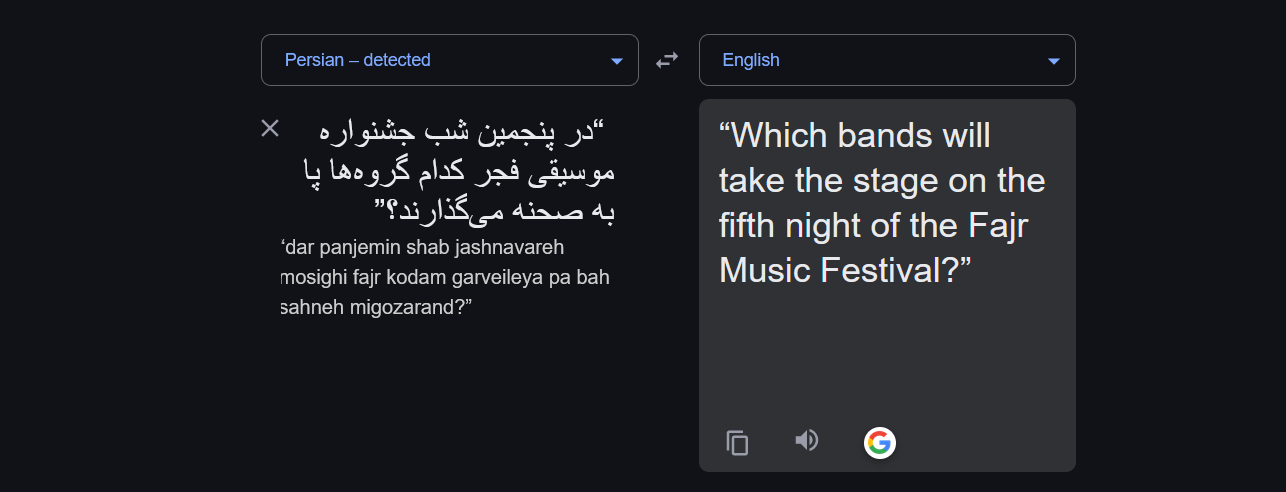 Persian – detected
English
“در پنجمین شب جشنواره
موسیقی فجر کدام گروه‌ها پا
به صحنه می‌گذارند؟”
‘dar panjemin shab jashnavareh
mosighi fajr kodam garveileya pa bah
sahneh migozarand?”
“Which bands will
take the stage on the
fifth night of the Fajr
Music Festival?”